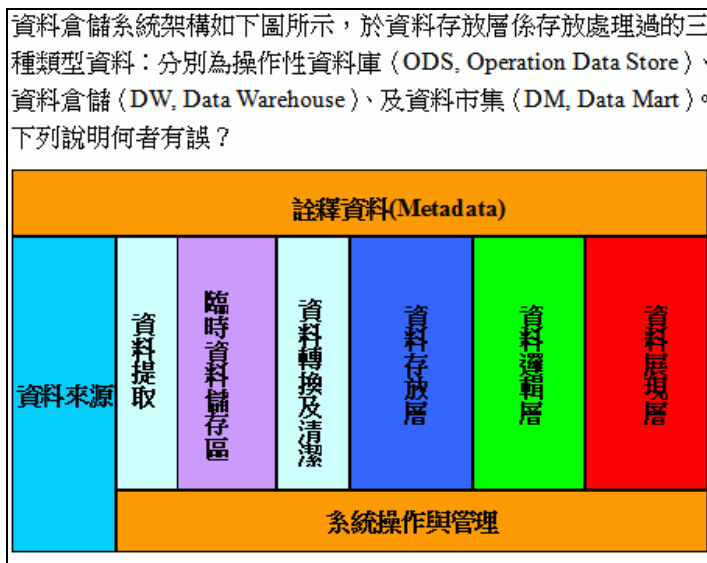 資料倉儲系統架構如下圖所示，於資料存放層係存放處理過的三
種類型資料：分別為操作性資料庫（ODS, Operation Data Store）、
資料倉儲（DW, Data Warehouse）、及資料市集（DM, Data Mart）。
下列說明何者有誤？
詮釋資料(Metadata)
資料來源
資料提取
臨時資料儲存區
資料轉換及清潔
資料存放層
資料邏輯層
資料展現層
系統操作與管理